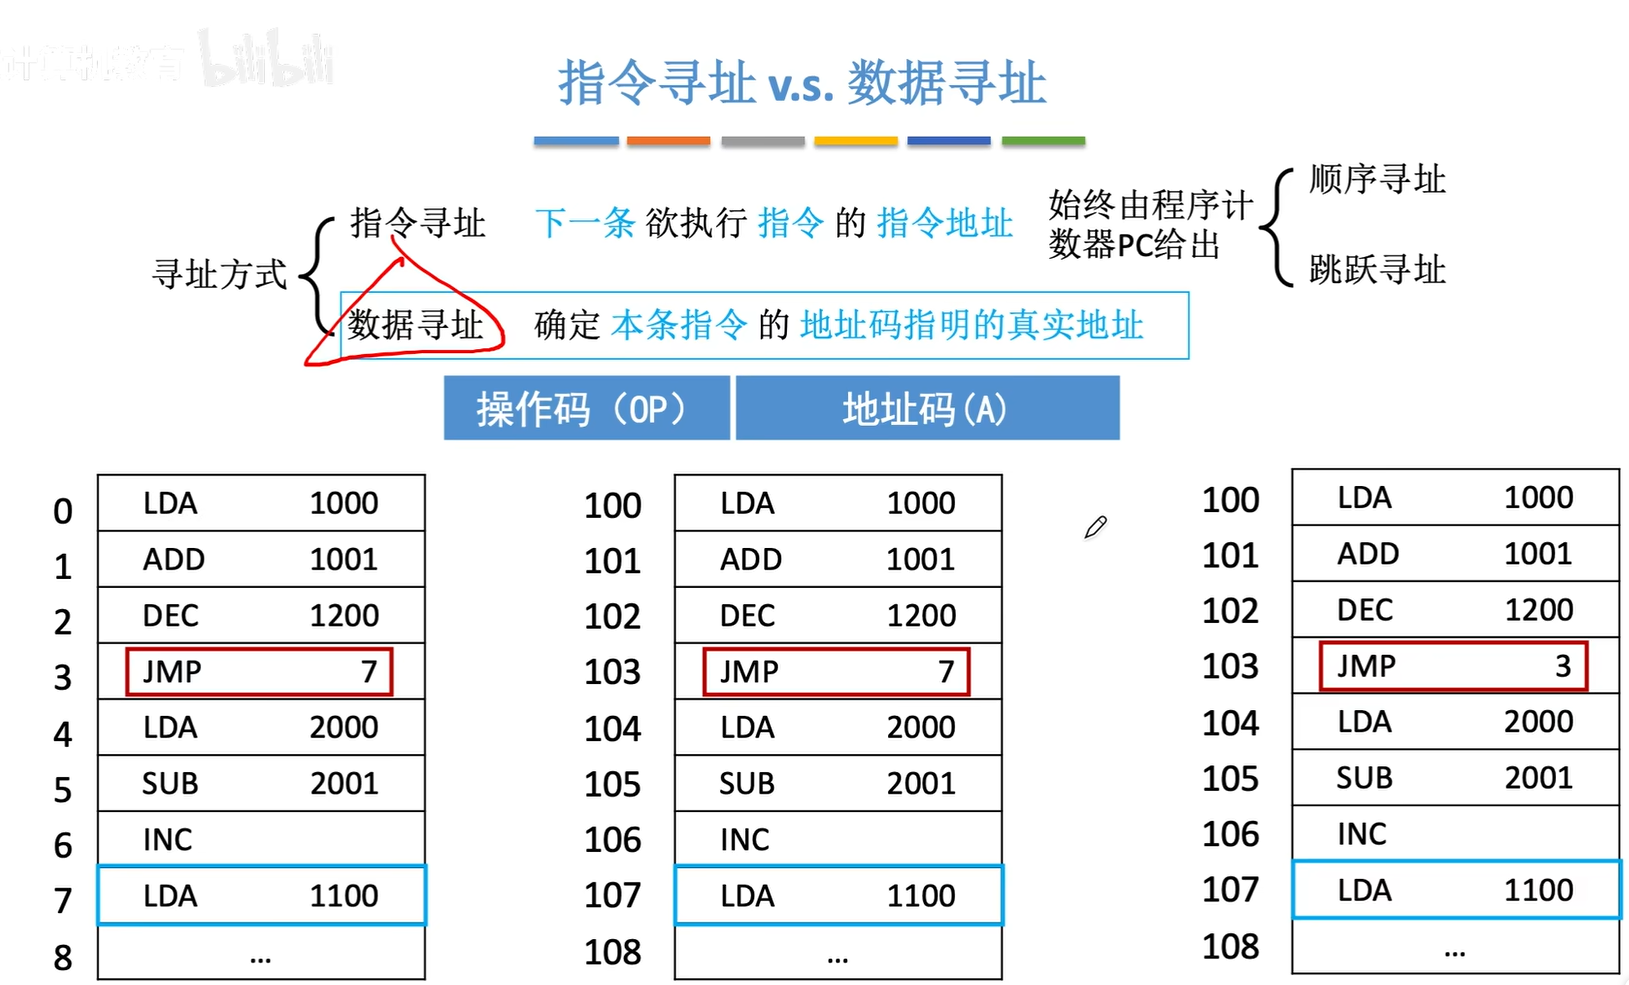 计算机教育 bilibili
指令寻址 v.s. 数据寻址
寻址方式
指令寻址 下一条 欲执行 指令 的 指令地址
始终由程序计
数器PC给出
顺序寻址
跳跃寻址
数据寻址 确定 本条指令 的 地址码指明的真实地址
操作码（OP） 地址码(A)
0 LDA 1000
1 ADD 1001
2 DEC 1200
3 JMP 7
4 LDA 2000
5 SUB 2001
6 INC
7 LDA 1100
8 ...
100 LDA 1000
101 ADD 1001
102 DEC 1200
103 JMP 7
104 LDA 2000
105 SUB 2001
106 INC
107 LDA 1100
108 ...
100 LDA 1000
101 ADD 1001
102 DEC 1200
103 JMP 3
104 LDA 2000
105 SUB 2001
106 INC
107 LDA 1100
108 ...